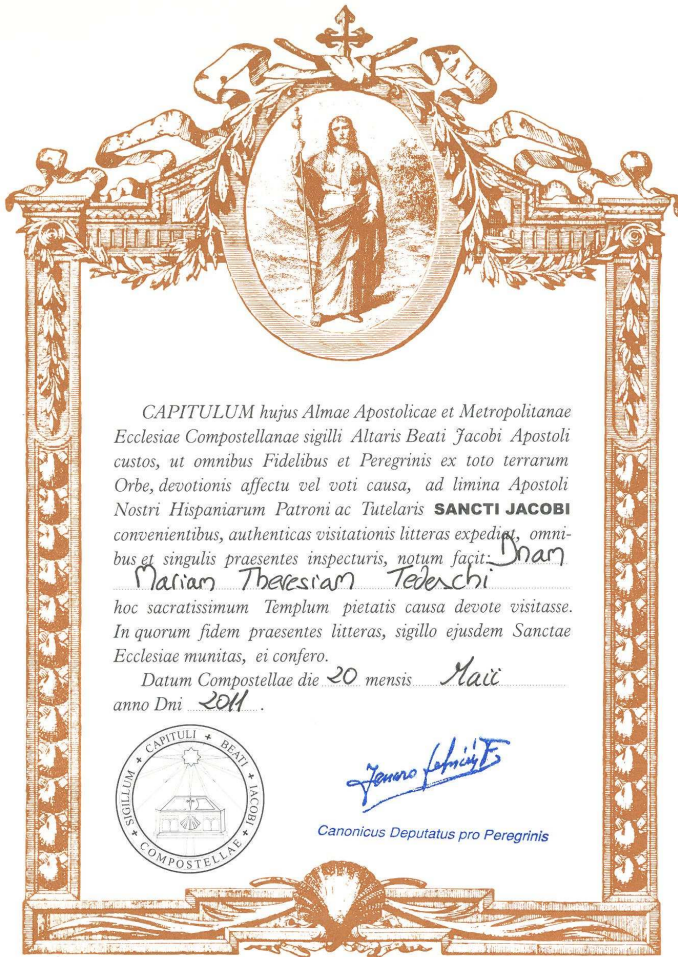 CAPITULUM hujus Almae Apostolicae et Metropolitanae
Ecclesiae Compostellanae sigilli Altaris Beati Jacobi Apostoli
custos, ut omnibus Fidelibus et Peregrinis ex toto terrarum
Orbe, devotionis affectu vel voti causa, ad limina Apostoli
Nostri Hispaniarum Patroni ac Tutelaris SANCTI JACOBI
convenientibus, authenticas visitationis litteras expediat, omni-
bus et singulis praesentes inspecturis, notum facit: Dnam
Mariam Theresiam Tedeschi
hoc sacratissimum Templum pietatis causa devote visitasse.
In quorum fidem praesentes litteras, sigillo ejusdem Sanctae
Ecclesiae munitas, ei confero.
Datum Compostellae die 20 mensis Maii
anno Dni 2011.
SIGILLUM + CAPITULI + BEATI + IACOBI + COMPOSTELLAE +
Canonicus Deputatus pro Peregrinis